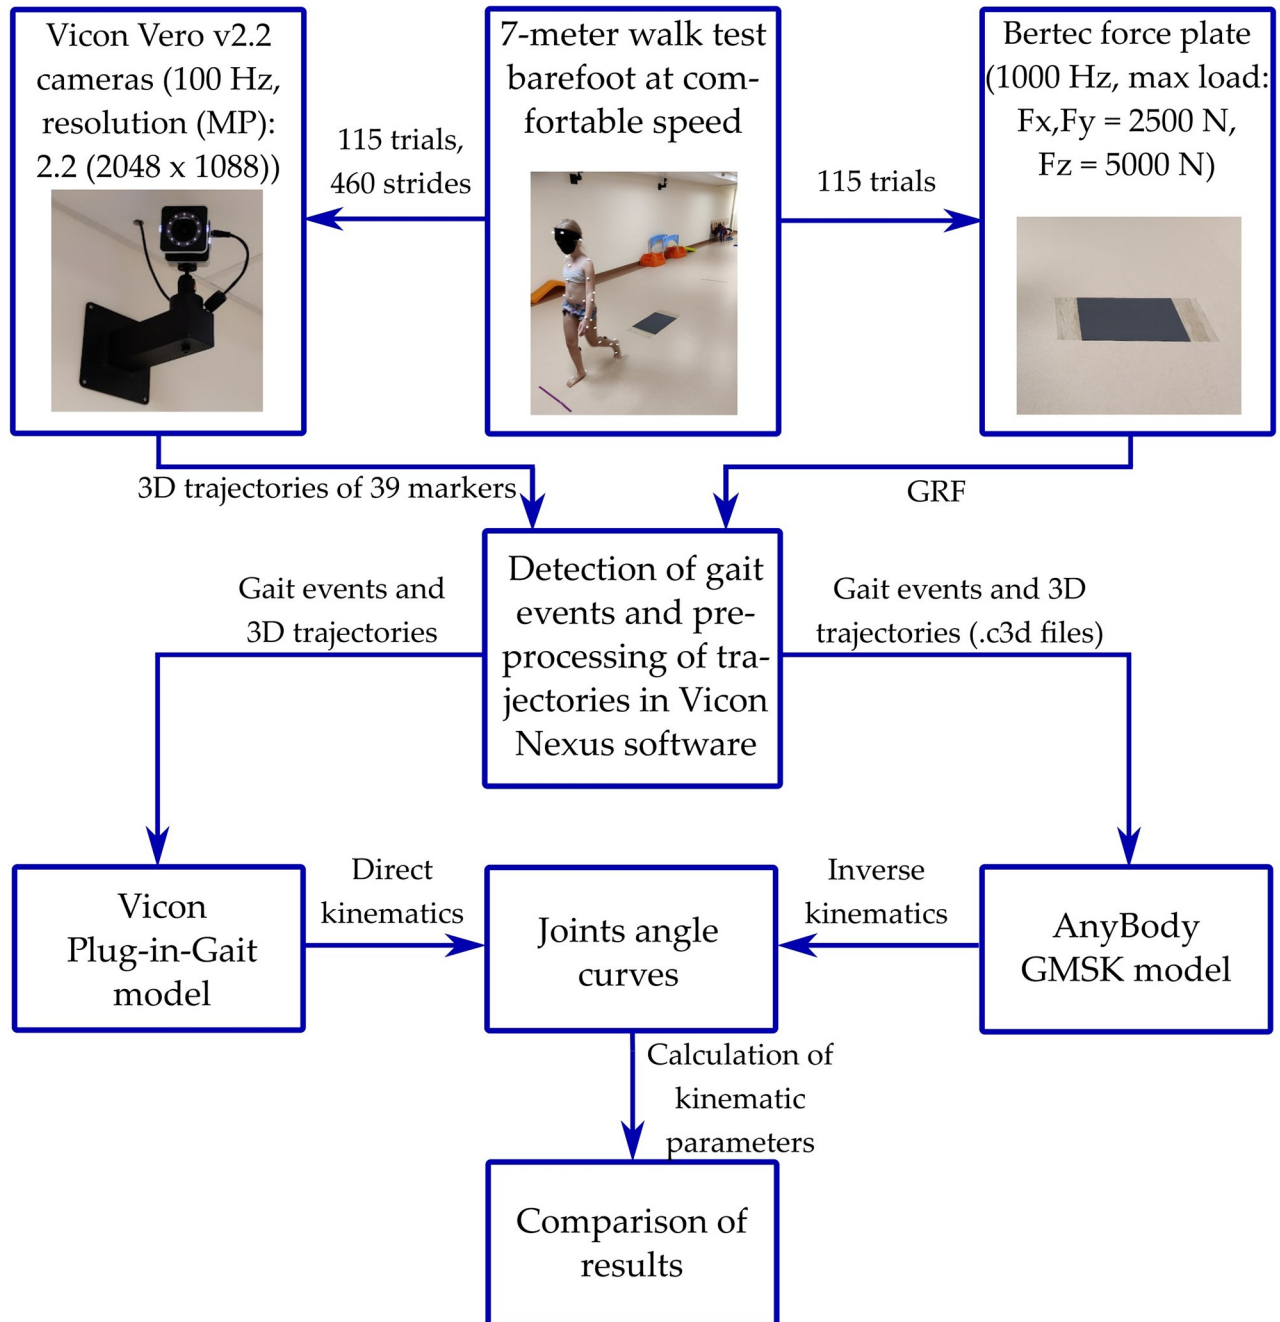 Vicon Vero v2.2
cameras (100 Hz,
resolution (MP):
2.2 (2048 x 1088))
115 trials,
460 strides
7-meter walk test
barefoot at com-
fortable speed
115 trials
Bertec force plate
(1000 Hz, max load:
Fx,Fy = 2500 N,
Fz = 5000 N)
3D trajectories of 39 markers
GRF
Gait events and
3D trajectories
Detection of gait
events and pre-
processing of tra-
jectories in Vicon
Nexus software
Gait events and 3D
trajectories (.c3d files)
Vicon
Plug-in-Gait
model
Direct
kinematics
Joints angle
curves
Inverse
kinematics
AnyBody
GMSK model
Calculation of
kinematic
parameters
Comparison of
results